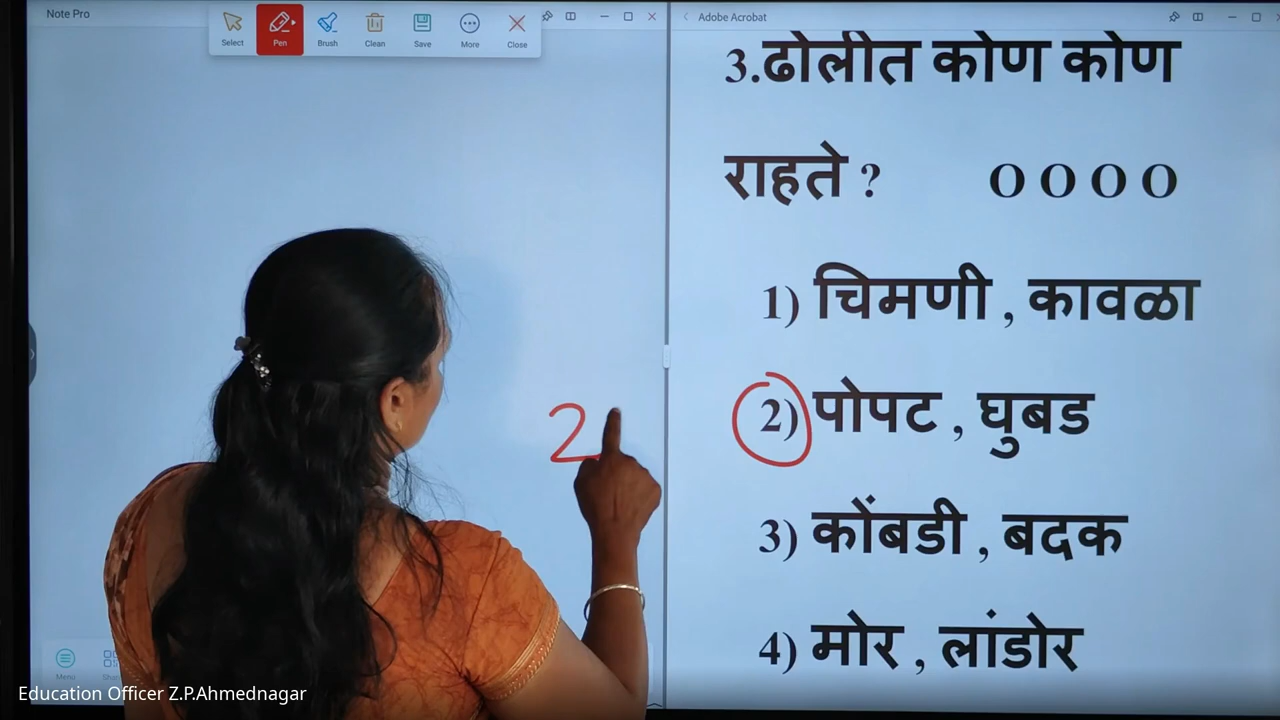 Note Pro
Select
Pen
Brush
Clean
Save
More
Close
Adobe Acrobat
3.ढोलीत कोण कोण
राहते ? O O O O
1) चिमणी , कावळा
2) पोपट , घुबड
3) कोंबडी , बदक
4) मोर , लांडोर
2
Menu
Education Officer Z.P.Ahmednagar